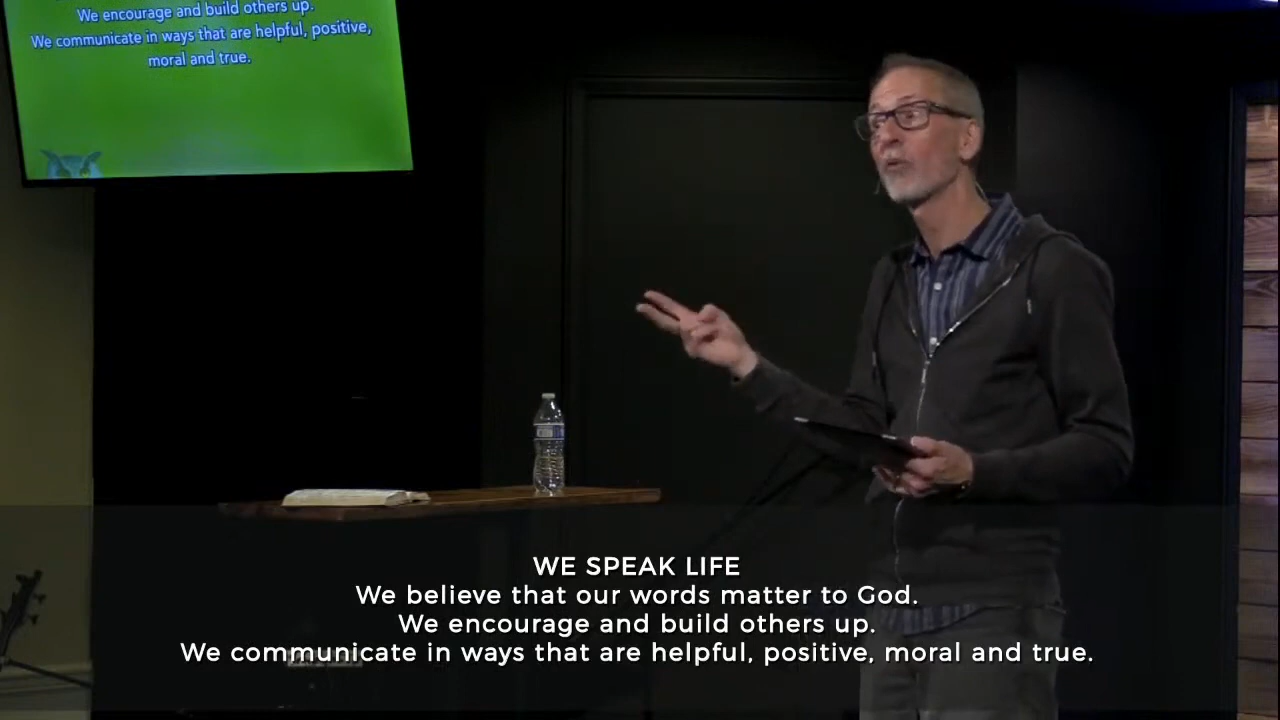 We encourage and build others up.
We communicate in ways that are helpful, positive,
moral and true.
WE SPEAK LIFE
We believe that our words matter to God.
We encourage and build others up.
We communicate in ways that are helpful, positive, moral and true.